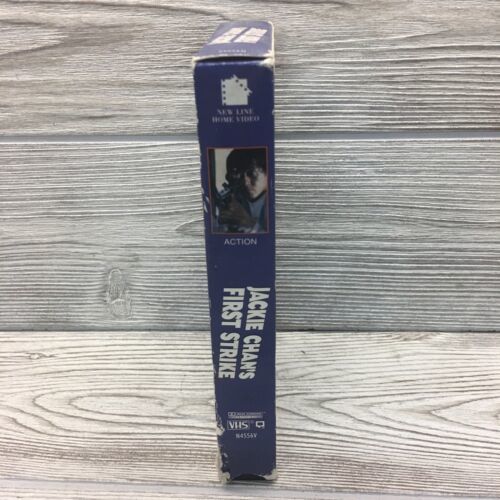 NEW LINE
HOME VIDEO
ACTION
JACKIE CHAN'S
FIRST STRIKE
VHS
N4556V